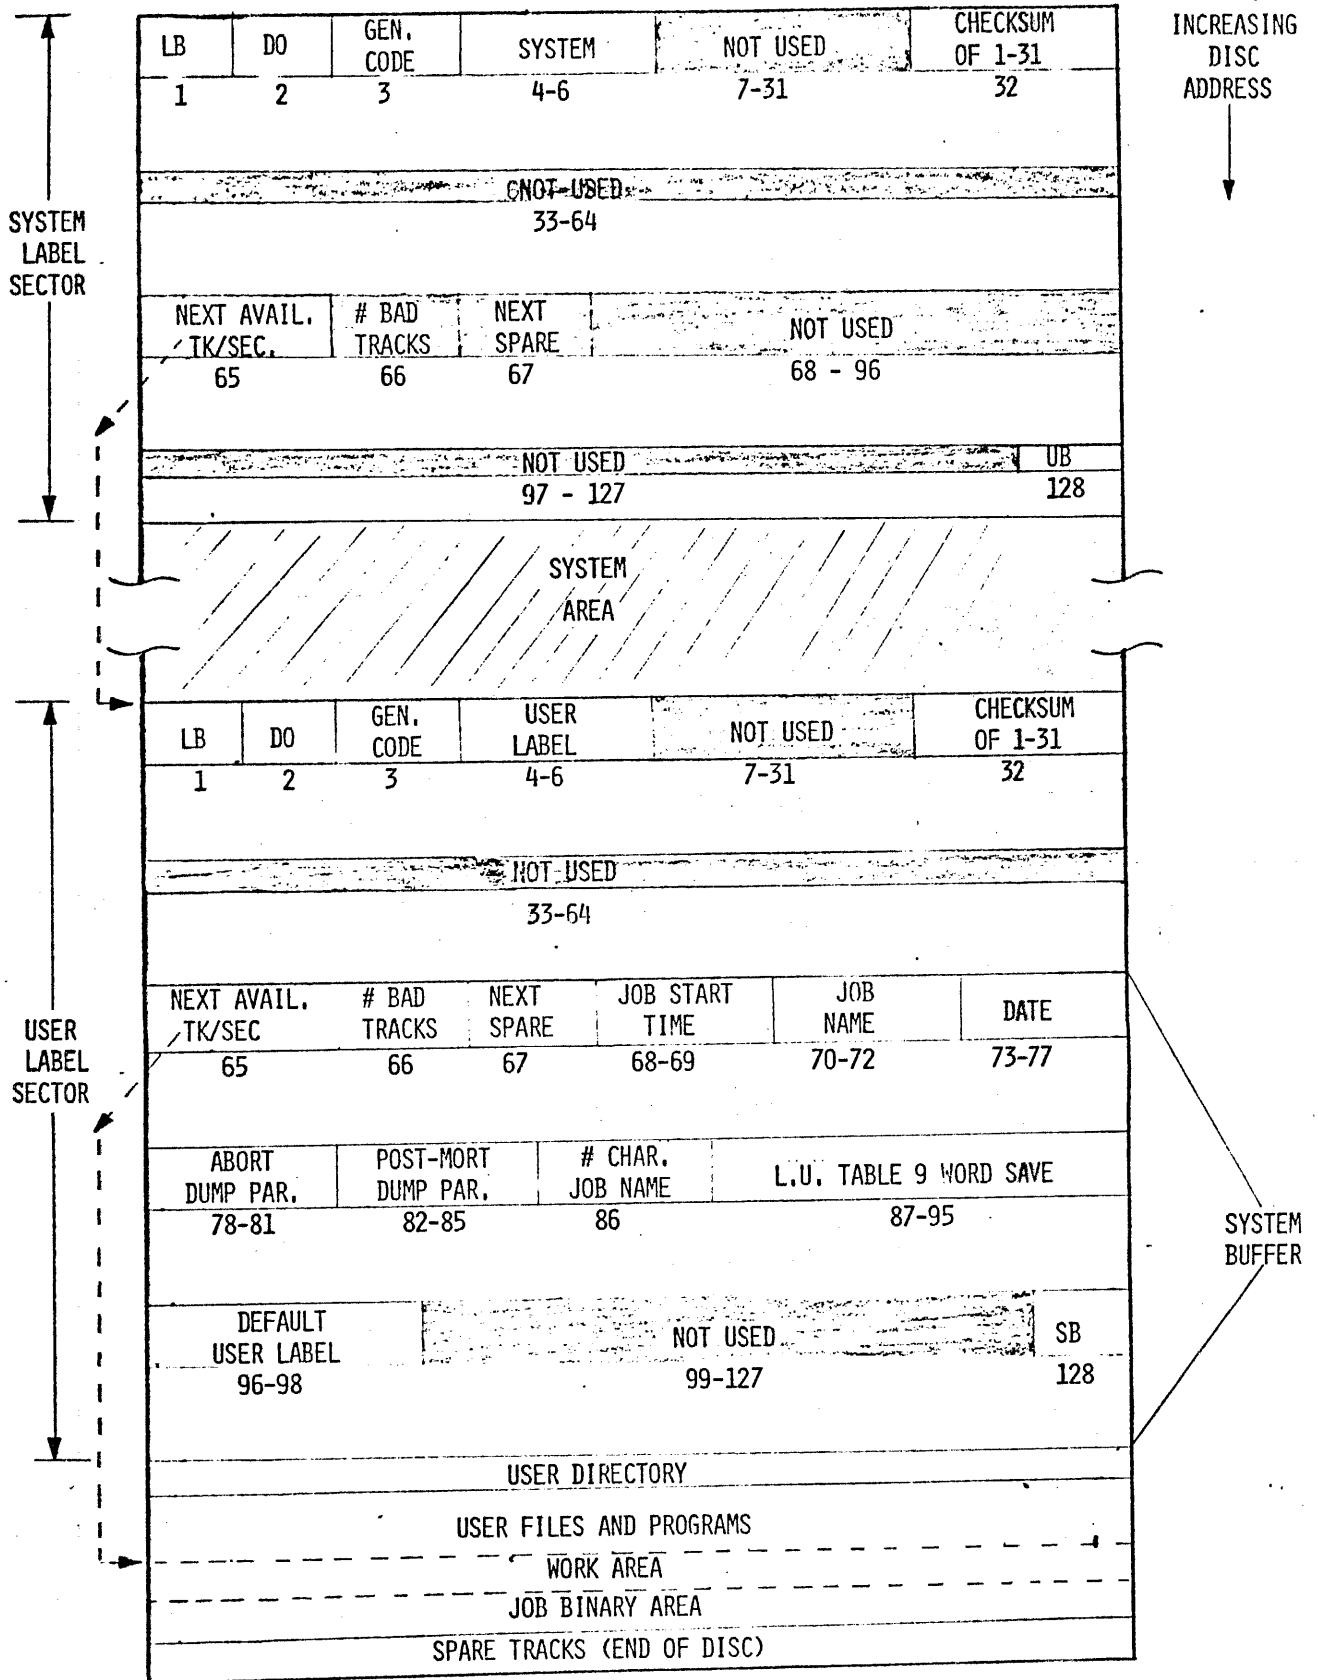 INCREASING
DISC
ADDRESS
LB DO GEN. CODE SYSTEM NOT USED CHECKSUM OF 1-31
1 2 3 4-6 7-31 32
NOT USED
33-64
SYSTEM
LABEL
SECTOR
NEXT AVAIL. TK/SEC. # BAD TRACKS NEXT SPARE NOT USED
65 66 67 68 - 96
NOT USED UB
97 - 127 128
SYSTEM
AREA
LB DO GEN. CODE USER LABEL NOT USED CHECKSUM OF 1-31
1 2 3 4-6 7-31 32
NOT USED
33-64
USER
LABEL
SECTOR
NEXT AVAIL. TK/SEC # BAD TRACKS NEXT SPARE JOB START TIME JOB NAME DATE
65 66 67 68-69 70-72 73-77
ABORT DUMP PAR. POST-MORT DUMP PAR. # CHAR. JOB NAME L.U. TABLE 9 WORD SAVE
78-81 82-85 86 87-95
SYSTEM
BUFFER
DEFAULT USER LABEL NOT USED SB
96-98 99-127 128
USER DIRECTORY
USER FILES AND PROGRAMS
WORK AREA
JOB BINARY AREA
SPARE TRACKS (END OF DISC)